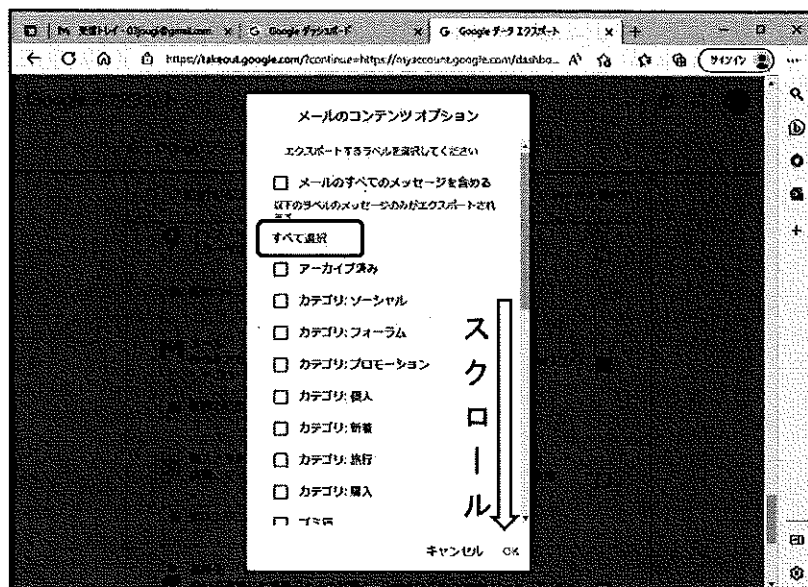 受信トレイ
Google ダッシュボード
Google データ エクスポート
https://takeout.google.com/?continue=https://myaccount.google.com/dashbo...
サインイン
メールのコンテンツ オプション
エクスポートするラベルを選択してください
メールのすべてのメッセージを含める
以下のラベルのメッセージのみがエクスポートされ
ます
すべて選択
アーカイブ済み
カテゴリ: ソーシャル
カテゴリ: フォーラム
カテゴリ: プロモーション
カテゴリ: 個人
カテゴリ: 新着
カテゴリ: 旅行
カテゴリ: 購入
ゴミ箱
スクロール
キャンセル OK